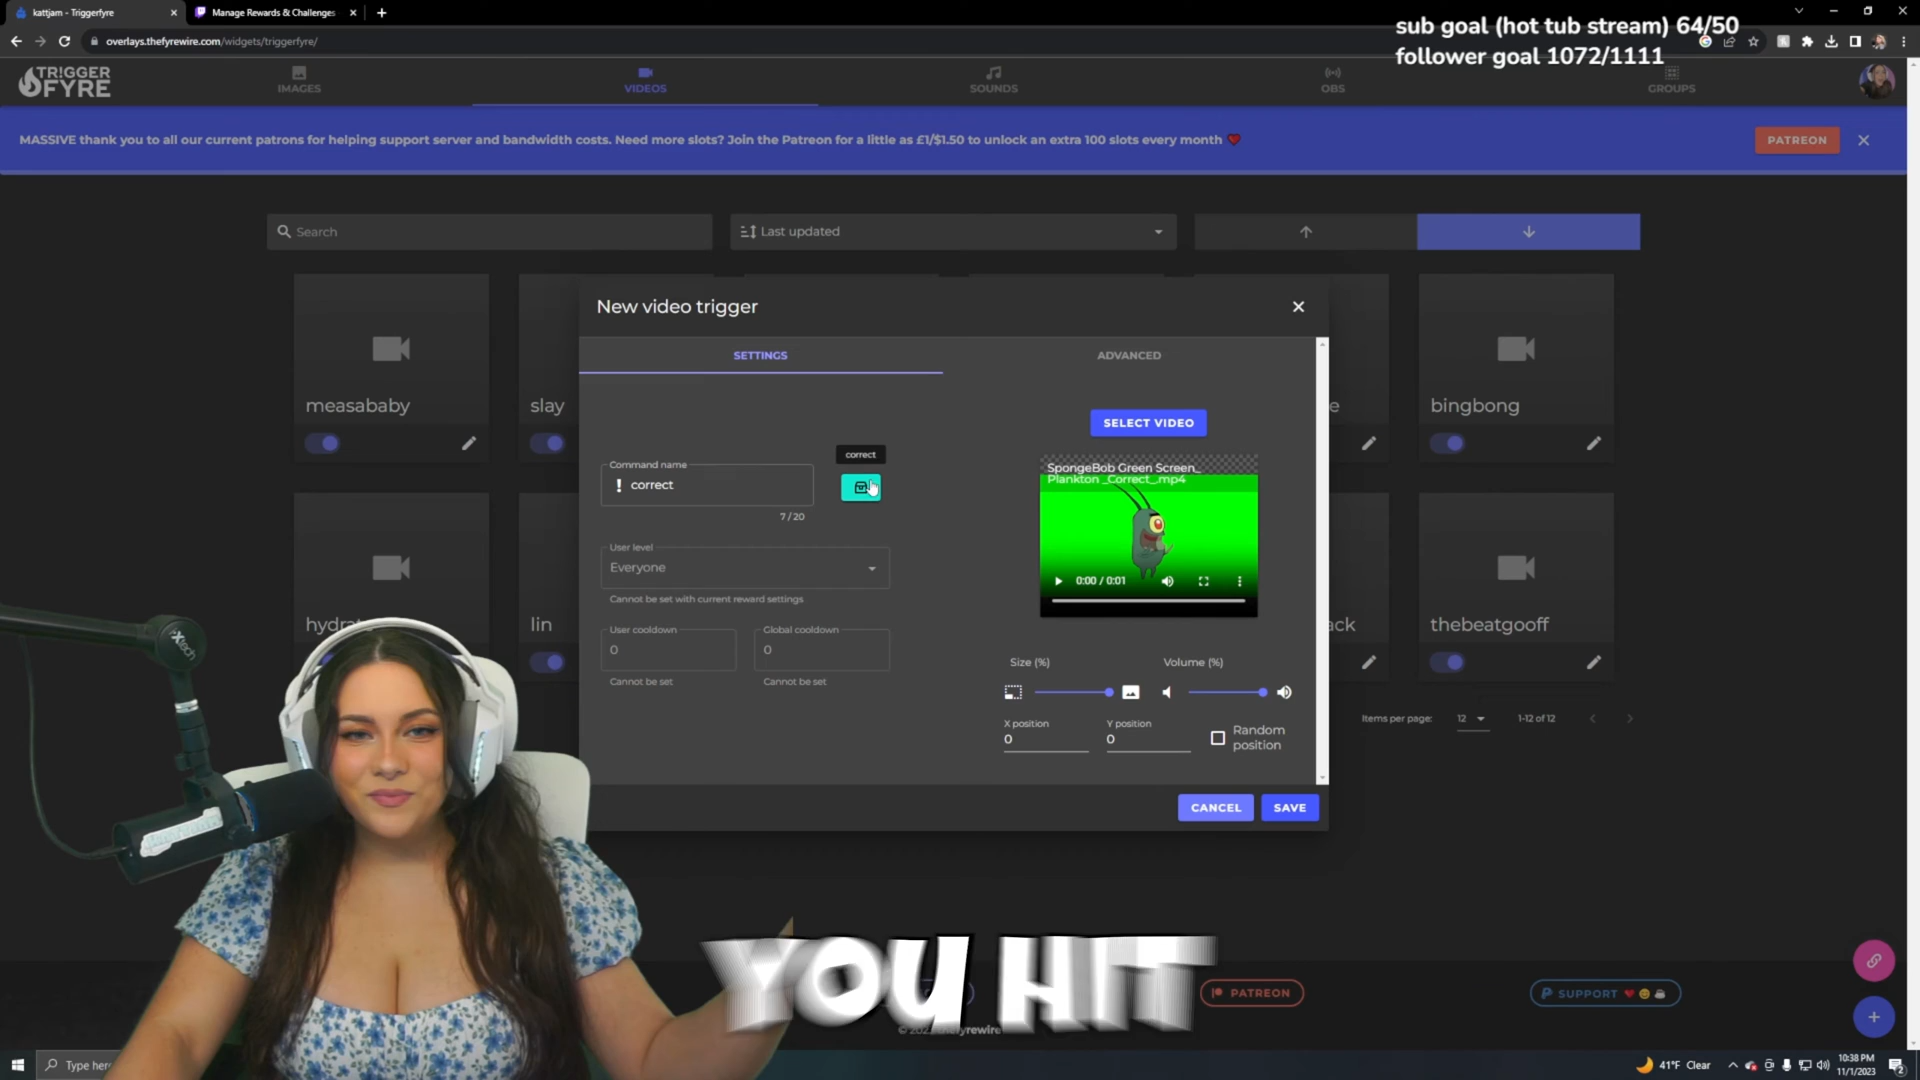 kattjam - Triggerfyre
Manage Rewards & Challenges
sub goal (hot tub stream) 64/50
follower goal 1072/1111
overlays.thefyrewire.com/widgets/triggerfyre/
TRIGGER
FYRE
IMAGES
VIDEOS
SOUNDS
OBS
GROUPS
MASSIVE thank you to all our current patrons for helping support server and bandwidth costs. Need more slots? Join the Patreon for a little as £1/$1.50 to unlock an extra 100 slots every month
PATREON
Search
Last updated
New video trigger
SETTINGS
ADVANCED
measababy
slay
e
bingbong
SELECT VIDEO
correct
Command name
! correct
7 / 20
SpongeBob Green Screen_
Plankton _Correct_.mp4
0:00 / 0:01
User level
Everyone
Cannot be set with current reward settings
hydrate
lin
ack
thebeatgooff
User cooldown
0
Cannot be set
Global cooldown
0
Cannot be set
Size (%)
Volume (%)
X position
0
Y position
0
Random
position
Items per page:
12
1-12 of 12
CANCEL
SAVE
YOU HIT
PATREON
SUPPORT
Type here
41°F Clear
10:38 PM
11/1/2023
2